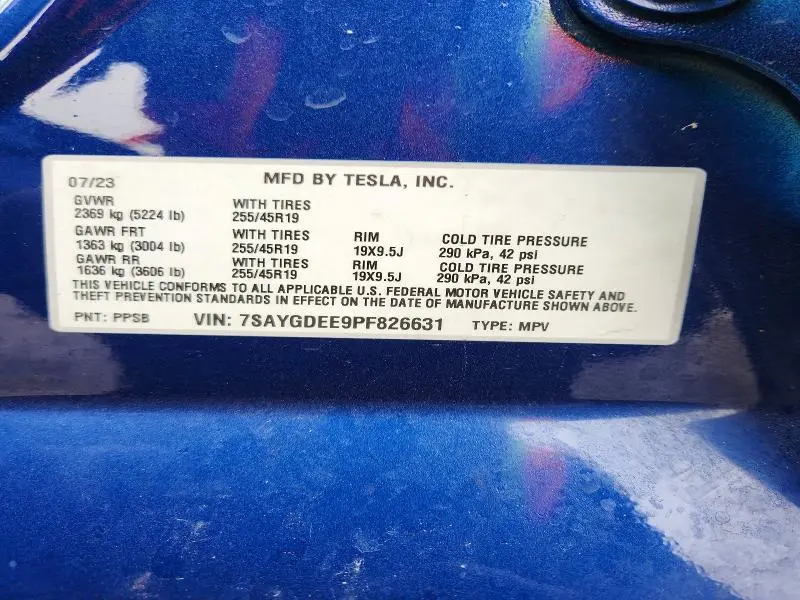 07/23 MFD BY TESLA, INC.
GVWR WITH TIRES
2369 kg (5224 lb) 255/45R19
GAWR FRT WITH TIRES RIM COLD TIRE PRESSURE
1363 kg (3004 lb) 255/45R19 19X9.5J 290 kPa, 42 psi
GAWR RR WITH TIRES RIM COLD TIRE PRESSURE
1636 kg (3606 lb) 255/45R19 19X9.5J 290 kPa, 42 psi
THIS VEHICLE CONFORMS TO ALL APPLICABLE U.S. FEDERAL MOTOR VEHICLE SAFETY AND
THEFT PREVENTION STANDARDS IN EFFECT ON THE DATE OF MANUFACTURE SHOWN ABOVE.
PNT: PPSB VIN: 7SAYGDEE9PF826631 TYPE: MPV